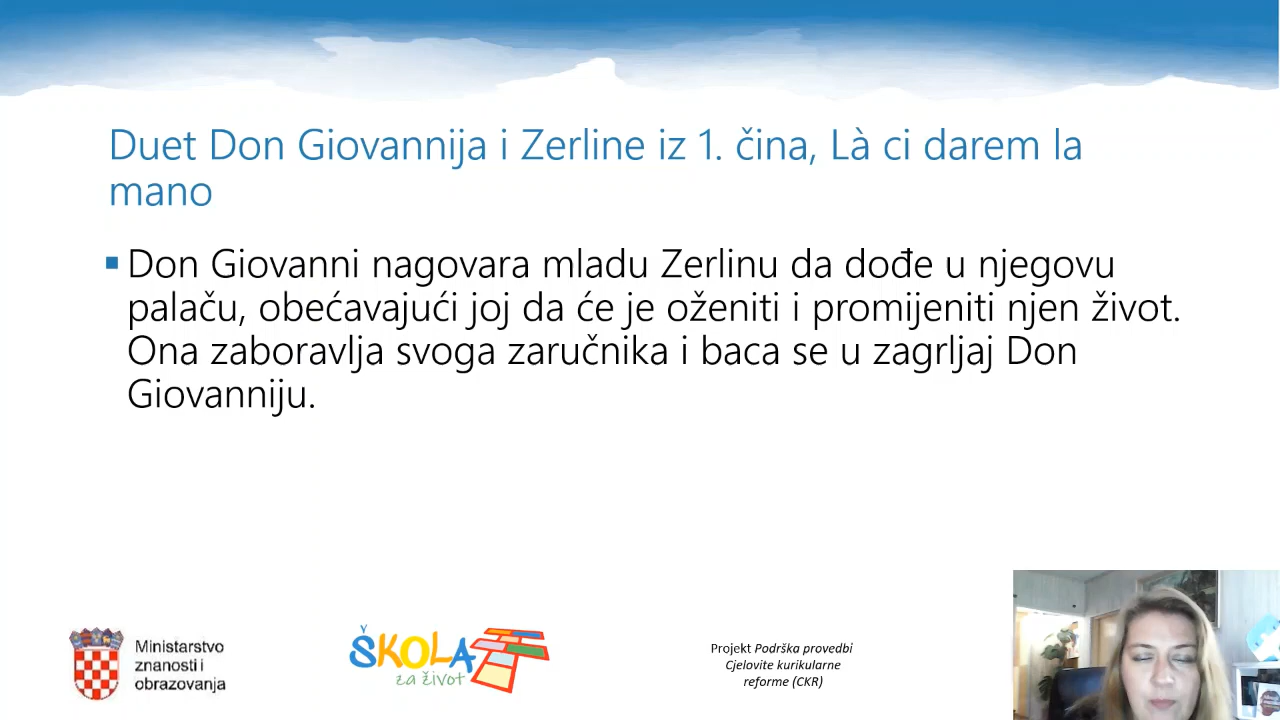 Duet Don Giovannija i Zerline iz 1. čina, Là ci darem la
mano
Don Giovanni nagovara mladu Zerlinu da dođe u njegovu
palaču, obećavajući joj da će je oženiti i promijeniti njen život.
Ona zaboravlja svoga zaručnika i baca se u zagrljaj Don
Giovanniju.
Ministarstvo
znanosti i
obrazovanja
ŠKOLA
za život
Projekt Podrška provedbi
Cjelovite kurikularne
reforme (CKR)